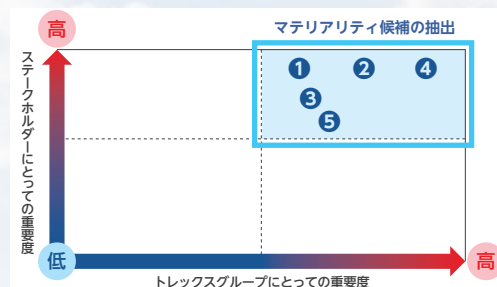 高
マテリアリティ候補の抽出
ステークホルダーにとっての重要度
❶
❷
❹
❸
❺
低
高
トレックスグループにとっての重要度